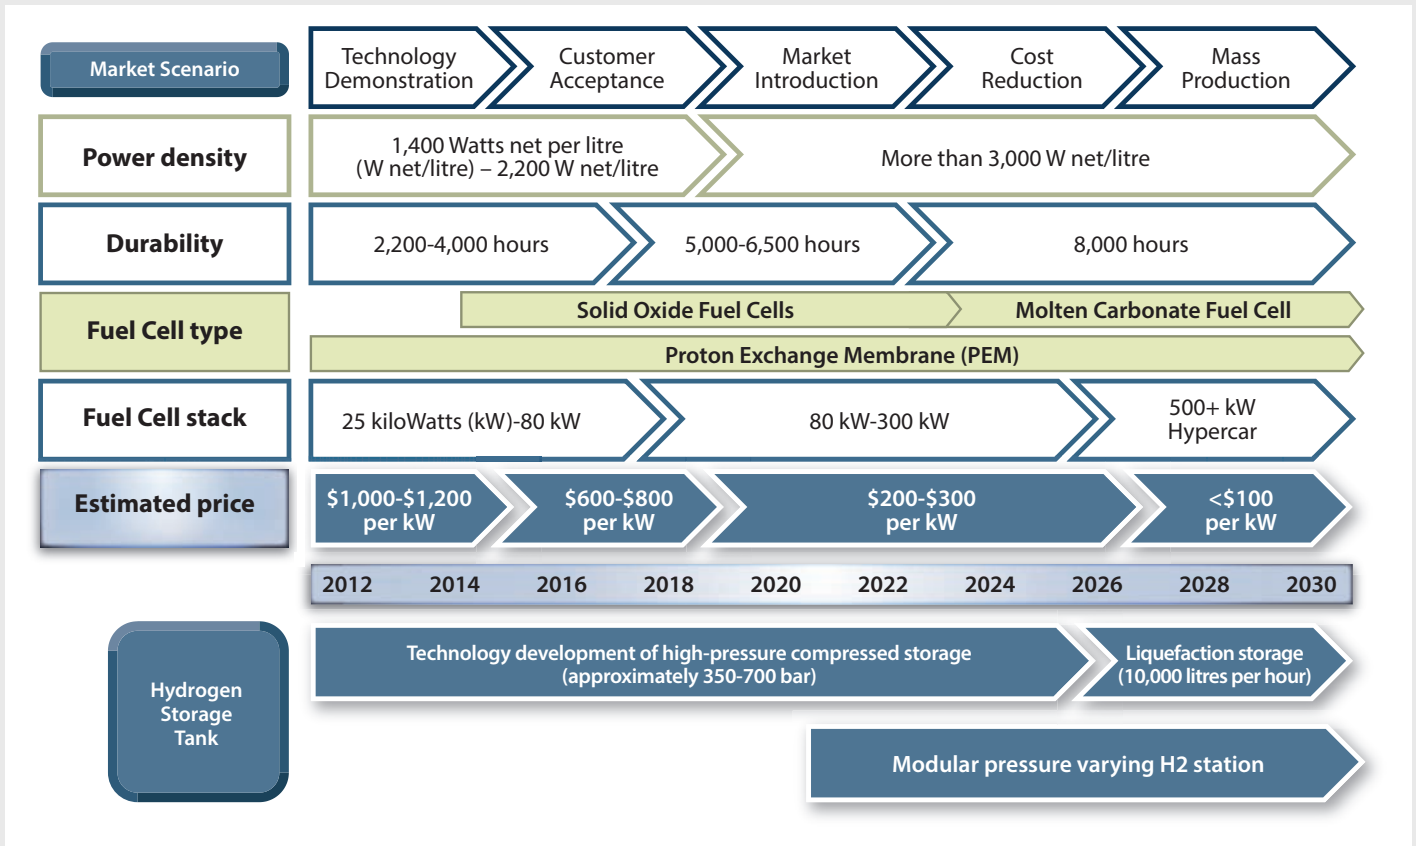 Market Scenario
Technology
Demonstration
Customer
Acceptance
Market
Introduction
Cost
Reduction
Mass
Production
Power density
1,400 Watts net per litre
(W net/litre) – 2,200 W net/litre
More than 3,000 W net/litre
Durability
2,200-4,000 hours
5,000-6,500 hours
8,000 hours
Fuel Cell type
Solid Oxide Fuel Cells
Molten Carbonate Fuel Cell
Proton Exchange Membrane (PEM)
Fuel Cell stack
25 kiloWatts (kW)-80 kW
80 kW-300 kW
500+ kW
Hypercar
Estimated price
$1,000-$1,200
per kW
$600-$800
per kW
$200-$300
per kW
<$100
per kW
2012 2014 2016 2018 2020 2022 2024 2026 2028 2030
Hydrogen
Storage
Tank
Technology development of high-pressure compressed storage
(approximately 350-700 bar)
Liquefaction storage
(10,000 litres per hour)
Modular pressure varying H2 station